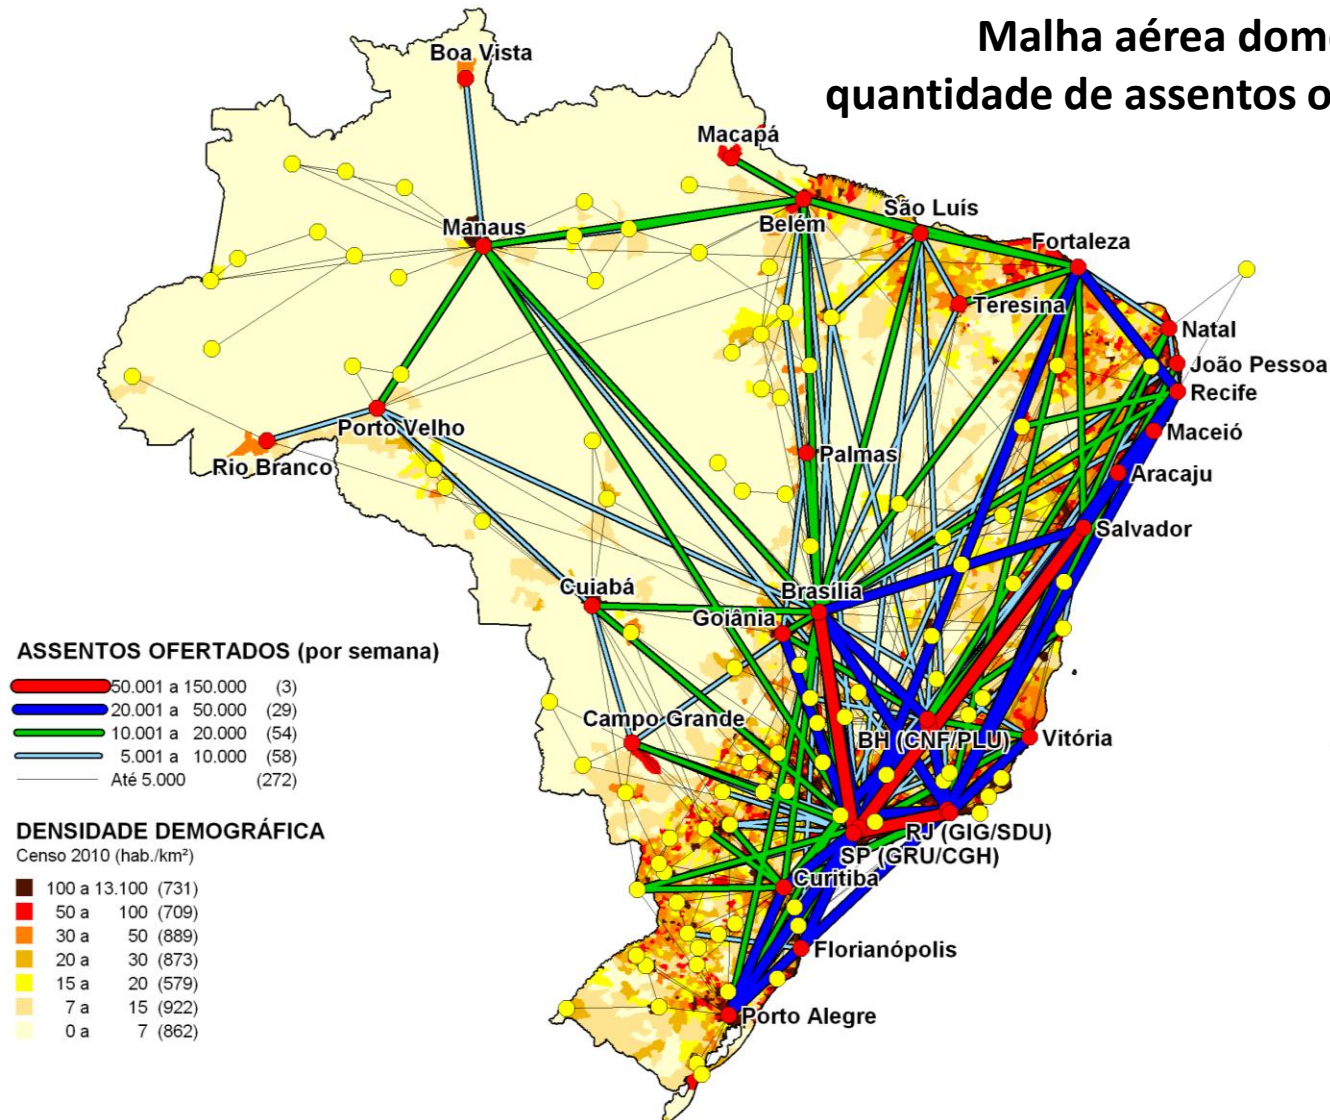 Malha aérea dom
quantidade de assentos o
Boa Vista
Macapá
São Luís
Manaus
Belém
Fortaleza
Teresina
Natal
João Pessoa
Recife
Porto Velho
Maceió
Rio Branco
Palmas
Aracaju
Salvador
Cuiabá
Brasília
Goiânia
ASSENTOS OFERTADOS (por semana)
50.001 a 150.000 (3)
20.001 a 50.000 (29)
10.001 a 20.000 (54)
5.001 a 10.000 (58)
Até 5.000 (272)
Campo Grande
BH (CNF/PLU)
Vitória
DENSIDADE DEMOGRÁFICA
Censo 2010 (hab./km²)
RJ (GIG/SDU)
SP (GRU/CGH)
Curitiba
100 a 13.100 (731)
50 a 100 (709)
30 a 50 (889)
20 a 30 (873)
15 a 20 (579)
7 a 15 (922)
0 a 7 (862)
Florianópolis
Porto Alegre